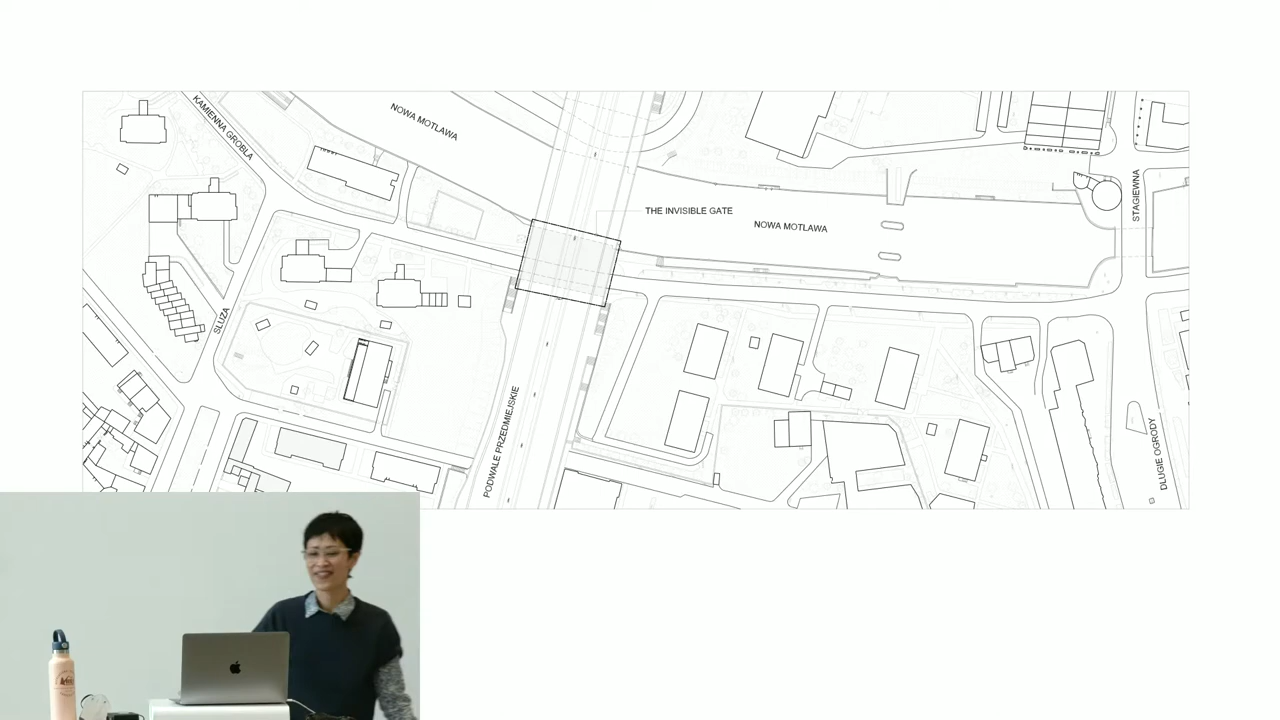 KAMIENNA GROBLA
NOWA MOTLAWA
THE INVISIBLE GATE
NOWA MOTLAWA
STAGIEWNA
SLUZA
PODWALE PRZEDMIEJSKIE
DLUGIE OGRODY